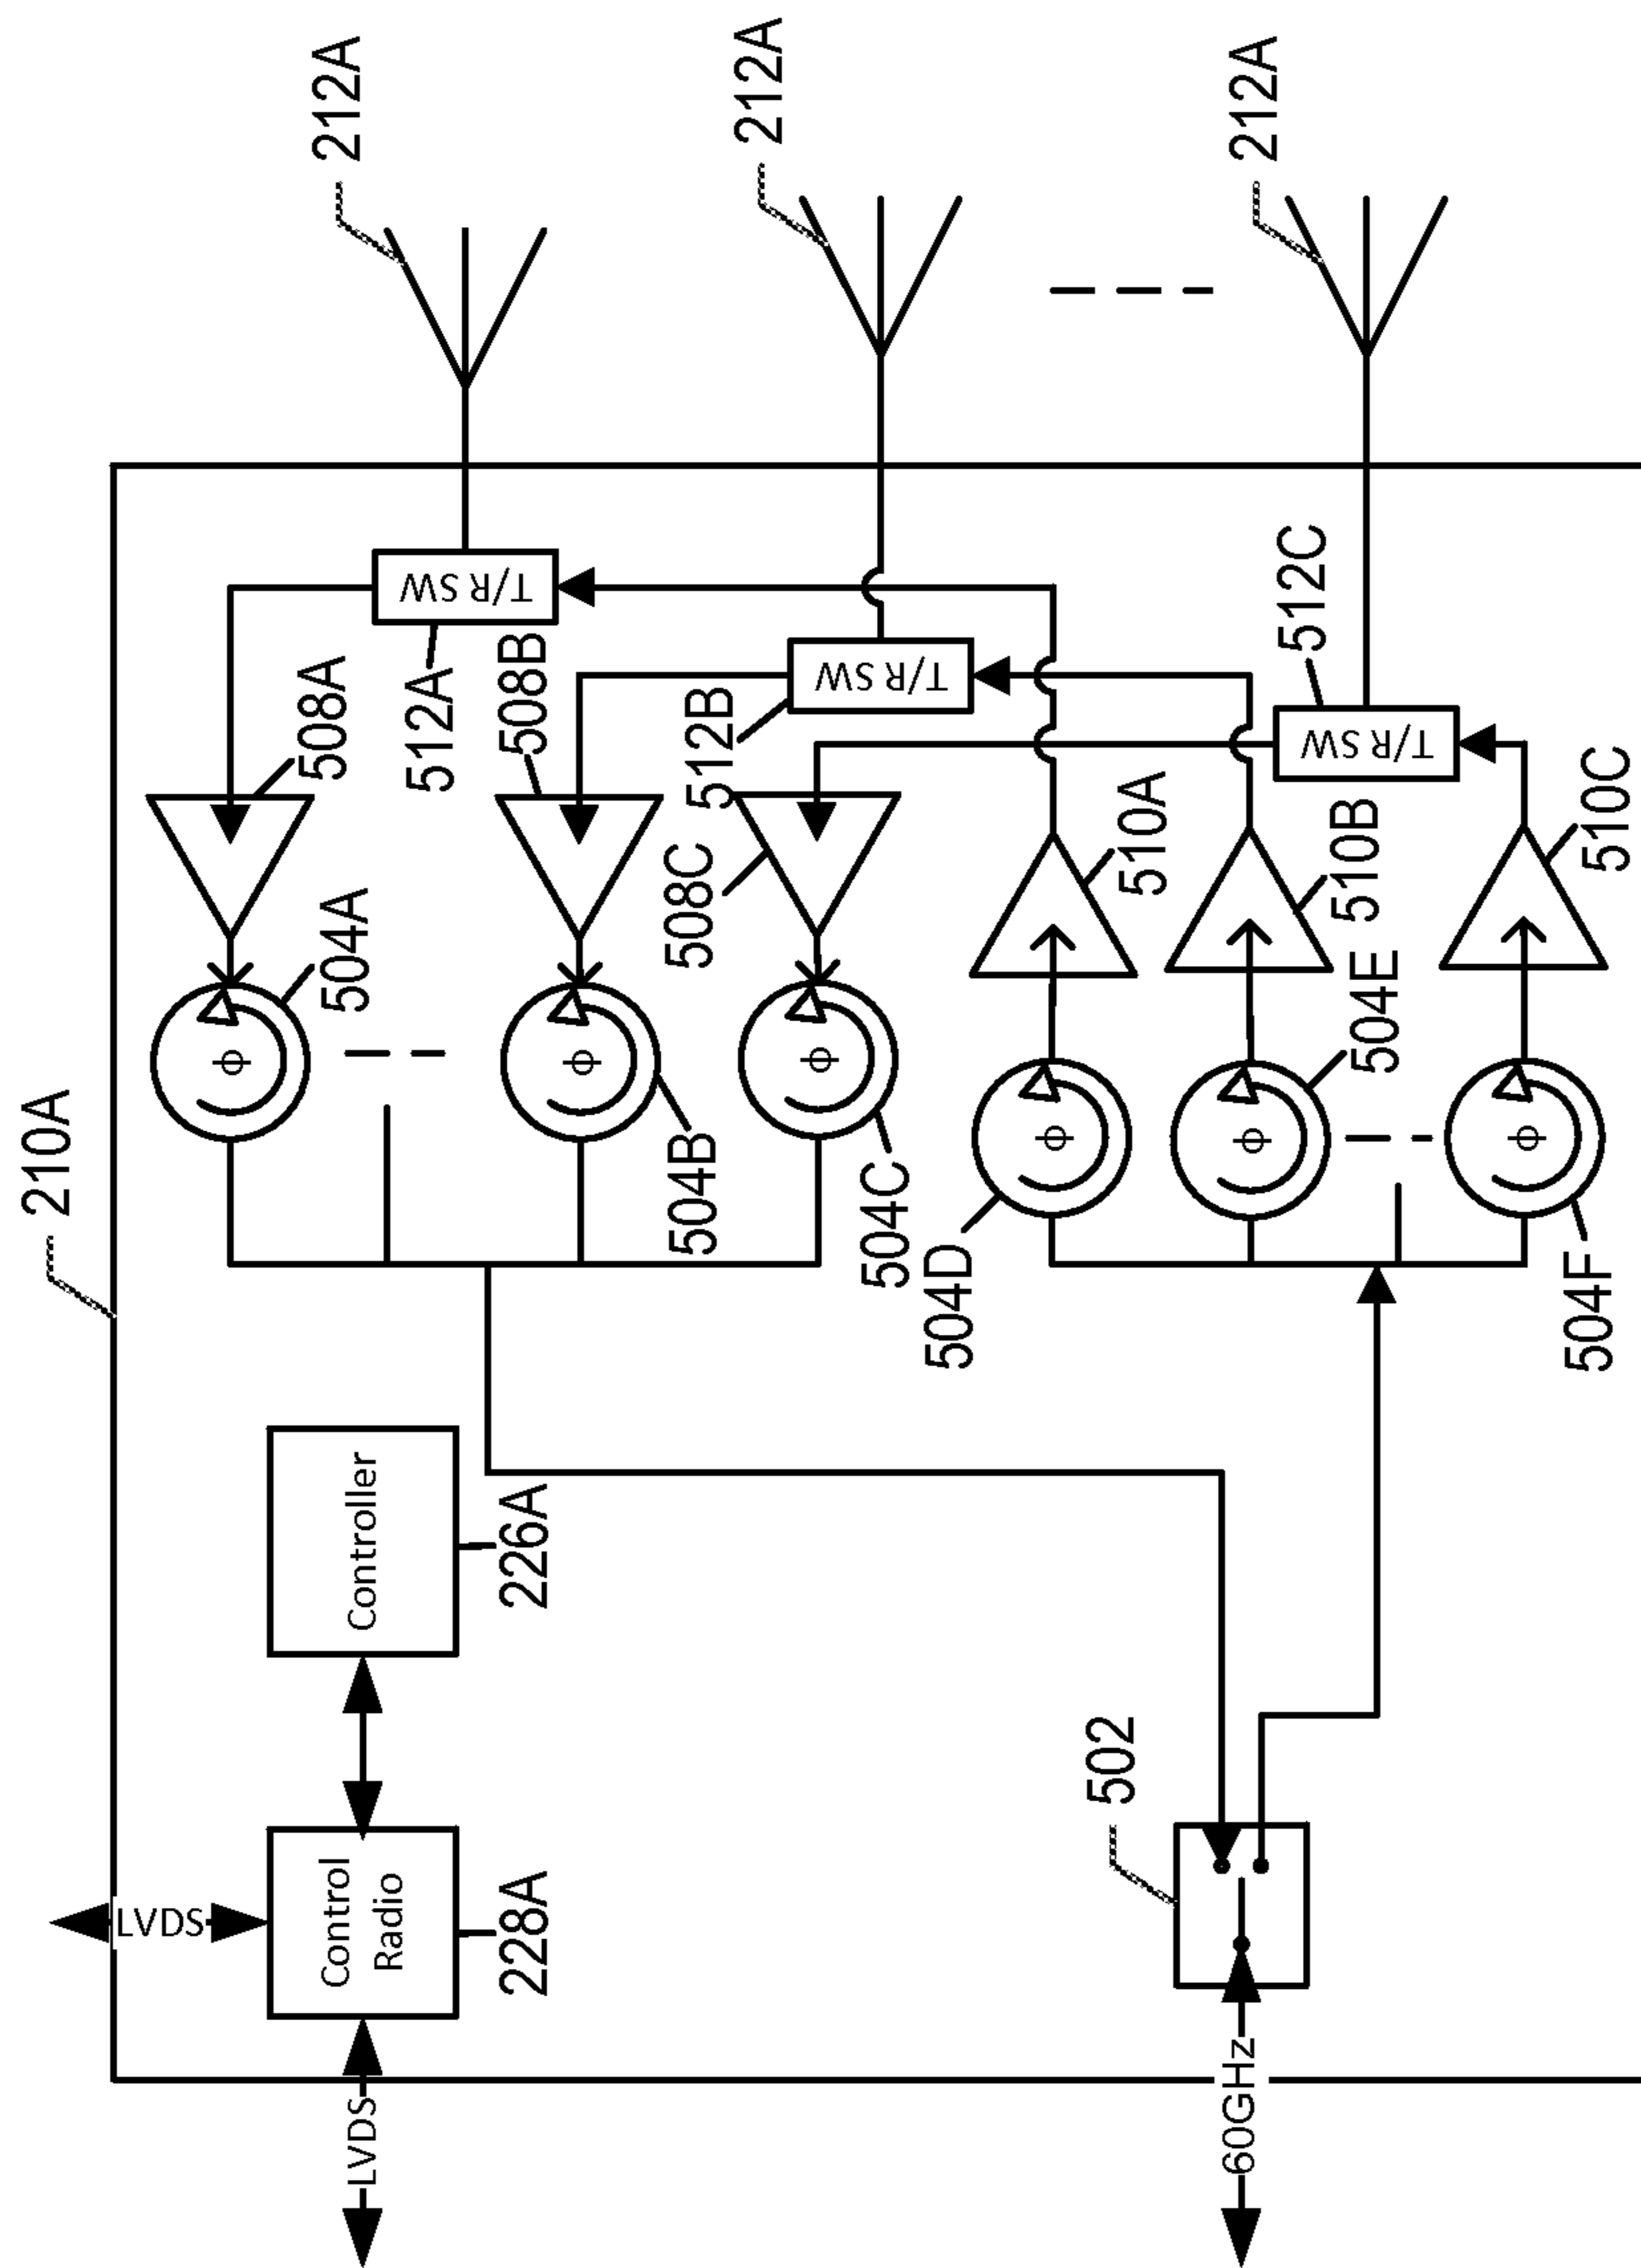 210A
LVDS
LVDS
Control
Radio
228A
Controller
226A
60GHz
502
504A
508A
504B
508B
504C
508C
504D
510A
504E
510B
504F
510C
T/R SW
512A
T/R SW
512B
T/R SW
512C
212A
212A
212A
Φ
Φ
Φ
Φ
Φ
Φ